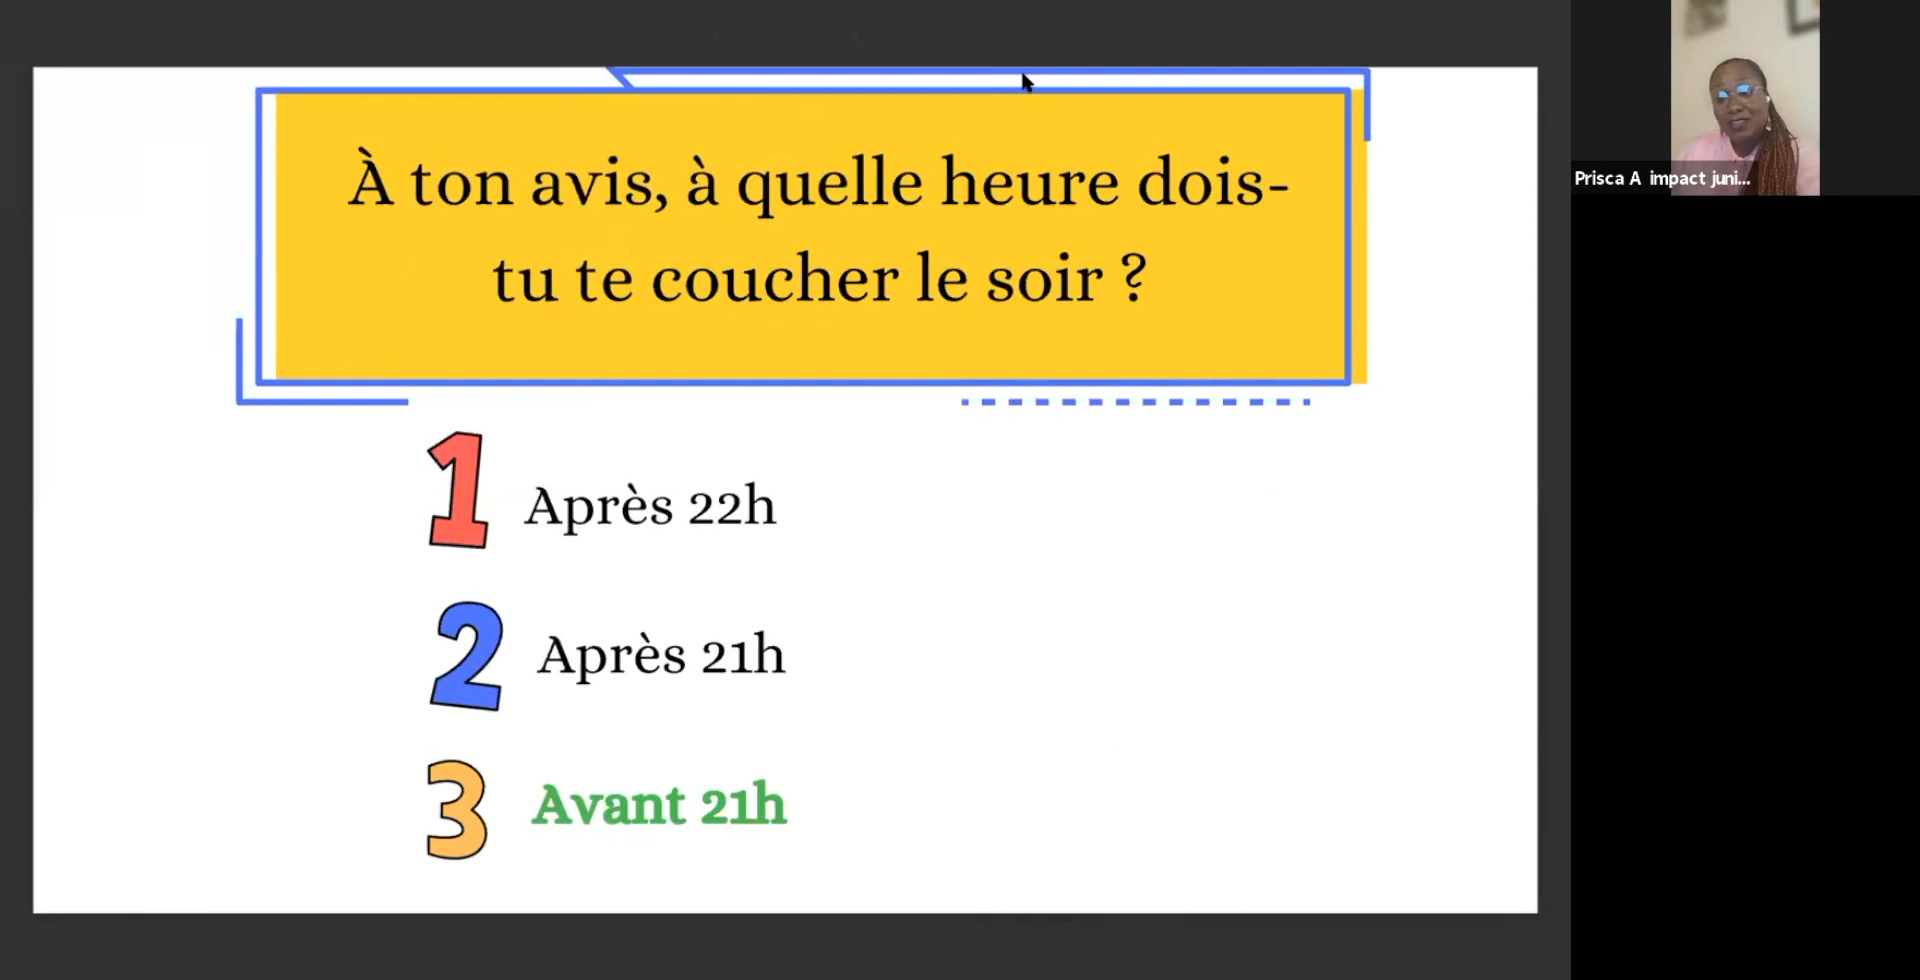 À ton avis, à quelle heure dois-
tu te coucher le soir ?
1 Après 22h
2 Après 21h
3 Avant 21h
Prisca A impact juni...